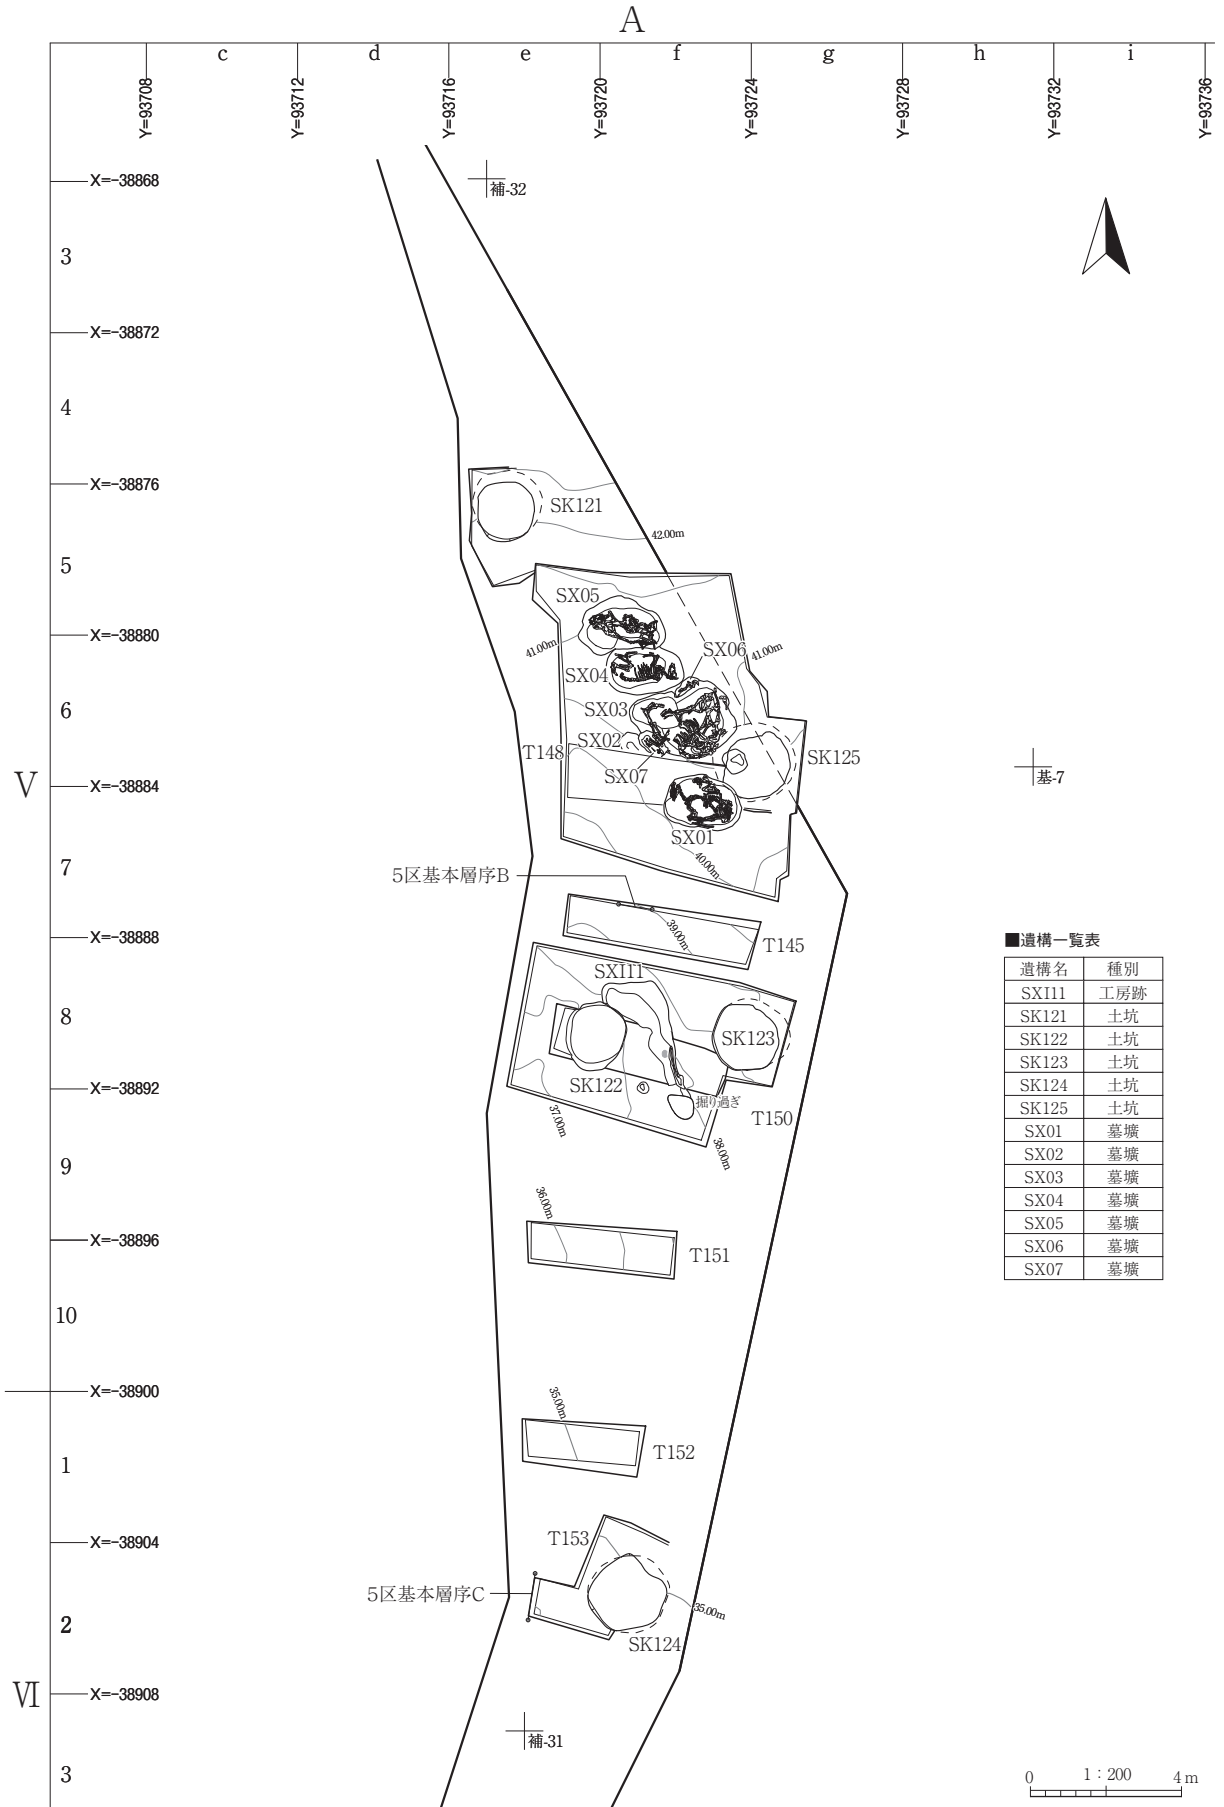 A
c d e f g h i
Y=93708 Y=93712 Y=93716 Y=93720 Y=93724 Y=93728 Y=93732 Y=93736
X=-38868
補-32
3
X=-38872
4
X=-38876
SK121
42.00m
5
SX05
X=-38880
41.00m
SX06
41.00m
SX04
6
SX03
SX02
T148
SK125
SX07
基-7
V
X=-38884
SX01
40.00m
7
5区基本層序B
39.00m
X=-38888
T145
SXI11
8
SK123
SK122
X=-38892
掘り過ぎ
37.00m
T150
38.00m
9
36.00m
X=-38896
T151
10
X=-38900
35.00m
1
T152
X=-38904
T153
5区基本層序C
35.00m
2
SK124
VI
X=-38908
補-31
3
■遺構一覧表
遺構名 種別
SXI11 工房跡
SK121 土坑
SK122 土坑
SK123 土坑
SK124 土坑
SK125 土坑
SX01 墓壙
SX02 墓壙
SX03 墓壙
SX04 墓壙
SX05 墓壙
SX06 墓壙
SX07 墓壙
0 1：200 4m